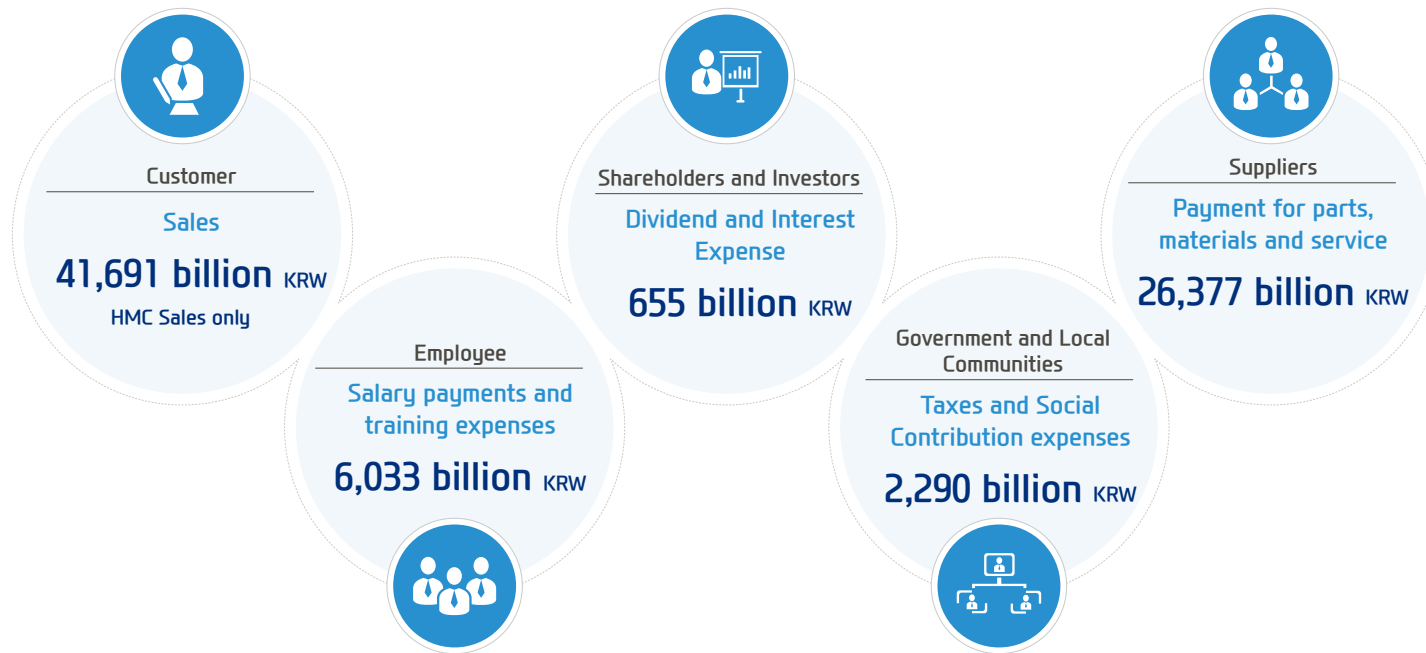 Customer
Sales
41,691 billion KRW
HMC Sales only
Employee
Salary payments and
training expenses
6,033 billion KRW
Shareholders and Investors
Dividend and Interest
Expense
655 billion KRW
Government and Local
Communities
Taxes and Social
Contribution expenses
2,290 billion KRW
Suppliers
Payment for parts,
materials and service
26,377 billion KRW